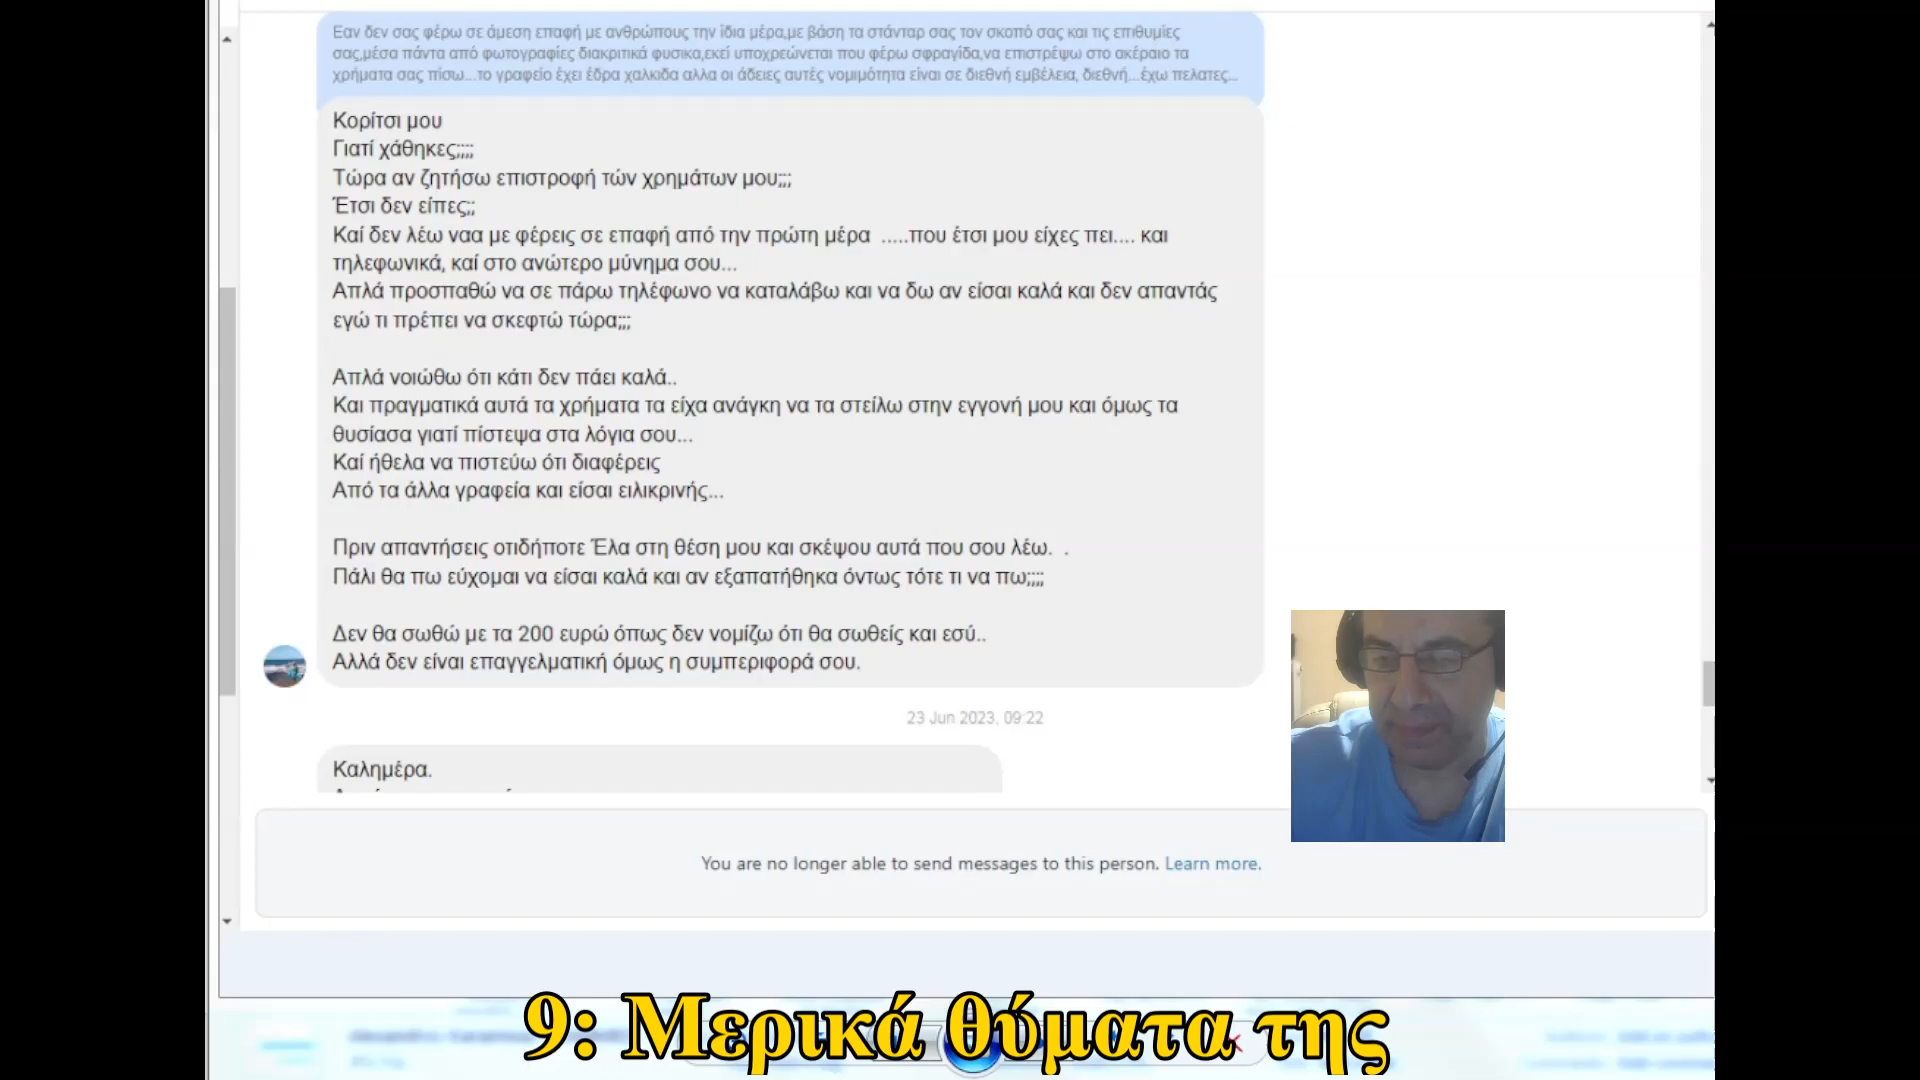 Εαν δεν σας φέρω σε άμεση επαφή με ανθρώπους την ίδια μέρα,με βάση τα στάνταρ σας τον σκοπό σας και τις επιθυμίες
σας,μέσα πάντα από φωτογραφίες διακριτικά φυσικα,εκεί υποχρεώνεται που φέρω σφραγίδα,να επιστρέψω στο ακέραιο τα
χρήματα σας πίσω...το γραφείο έχει έδρα χαλκιδα αλλα οι άδειες αυτές νομιμότητα είναι σε διεθνή εμβέλεια, διεθνή...έχω πελατες...
Κορίτσι μου
Γιατί χάθηκες;;;;
Τώρα αν ζητήσω επιστροφή τών χρημάτων μου;;;
Έτσι δεν είπες;;
Καί δεν λέω ναα με φέρεις σε επαφή από την πρώτη μέρα .....που έτσι μου είχες πει.... και
τηλεφωνικά, καί στο ανώτερο μύνημα σου...
Απλά προσπαθώ να σε πάρω τηλέφωνο να καταλάβω και να δω αν είσαι καλά και δεν απαντάς
εγώ τι πρέπει να σκεφτώ τώρα;;;
Απλά νοιώθω ότι κάτι δεν πάει καλά..
Και πραγματικά αυτά τα χρήματα τα είχα ανάγκη να τα στείλω στην εγγονή μου και όμως τα
θυσίασα γιατί πίστεψα στα λόγια σου...
Καί ήθελα να πιστεύω ότι διαφέρεις
Από τα άλλα γραφεία και είσαι ειλικρινής...
Πριν απαντήσεις οτιδήποτε Έλα στη θέση μου και σκέψου αυτά που σου λέω. .
Πάλι θα πω εύχομαι να είσαι καλά και αν εξαπατήθηκα όντως τότε τι να πω;;;;
Δεν θα σωθώ με τα 200 ευρώ όπως δεν νομίζω ότι θα σωθείς και εσύ..
Αλλά δεν είναι επαγγελματική όμως η συμπεριφορά σου.
23 Jun 2023, 09:22
Καλημέρα.
You are no longer able to send messages to this person. Learn more.
9: Μερικά θύματα της